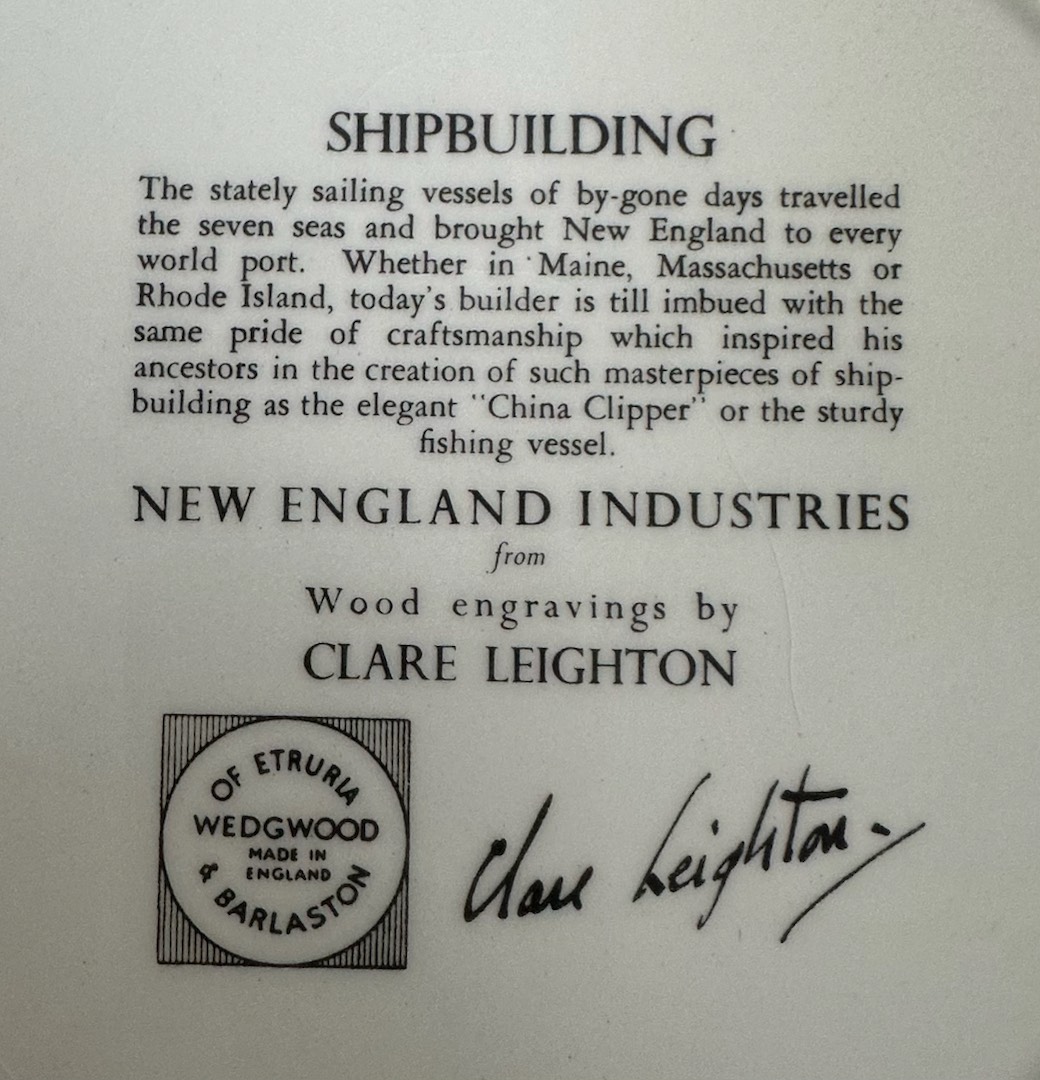 SHIPBUILDING
The stately sailing vessels of by-gone days travelled
the seven seas and brought New England to every
world port. Whether in Maine, Massachusetts or
Rhode Island, today's builder is till imbued with the
same pride of craftsmanship which inspired his
ancestors in the creation of such masterpieces of ship-
building as the elegant "China Clipper" or the sturdy
fishing vessel.
NEW ENGLAND INDUSTRIES
from
Wood engravings by
CLARE LEIGHTON
OF ETRURIA
WEDGWOOD
MADE IN
ENGLAND
& BARLASTON
Clare Leighton